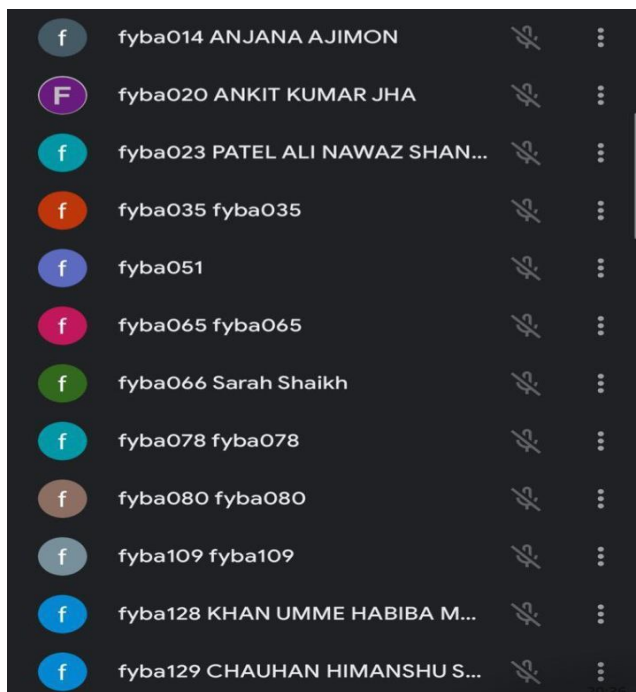 f fyba014 ANJANA AJIMON
F fyba020 ANKIT KUMAR JHA
f fyba023 PATEL ALI NAWAZ SHAN...
f fyba035 fyba035
f fyba051
f fyba065 fyba065
f fyba066 Sarah Shaikh
f fyba078 fyba078
f fyba080 fyba080
f fyba109 fyba109
f fyba128 KHAN UMME HABIBA M...
f fyba129 CHAUHAN HIMANSHU S...